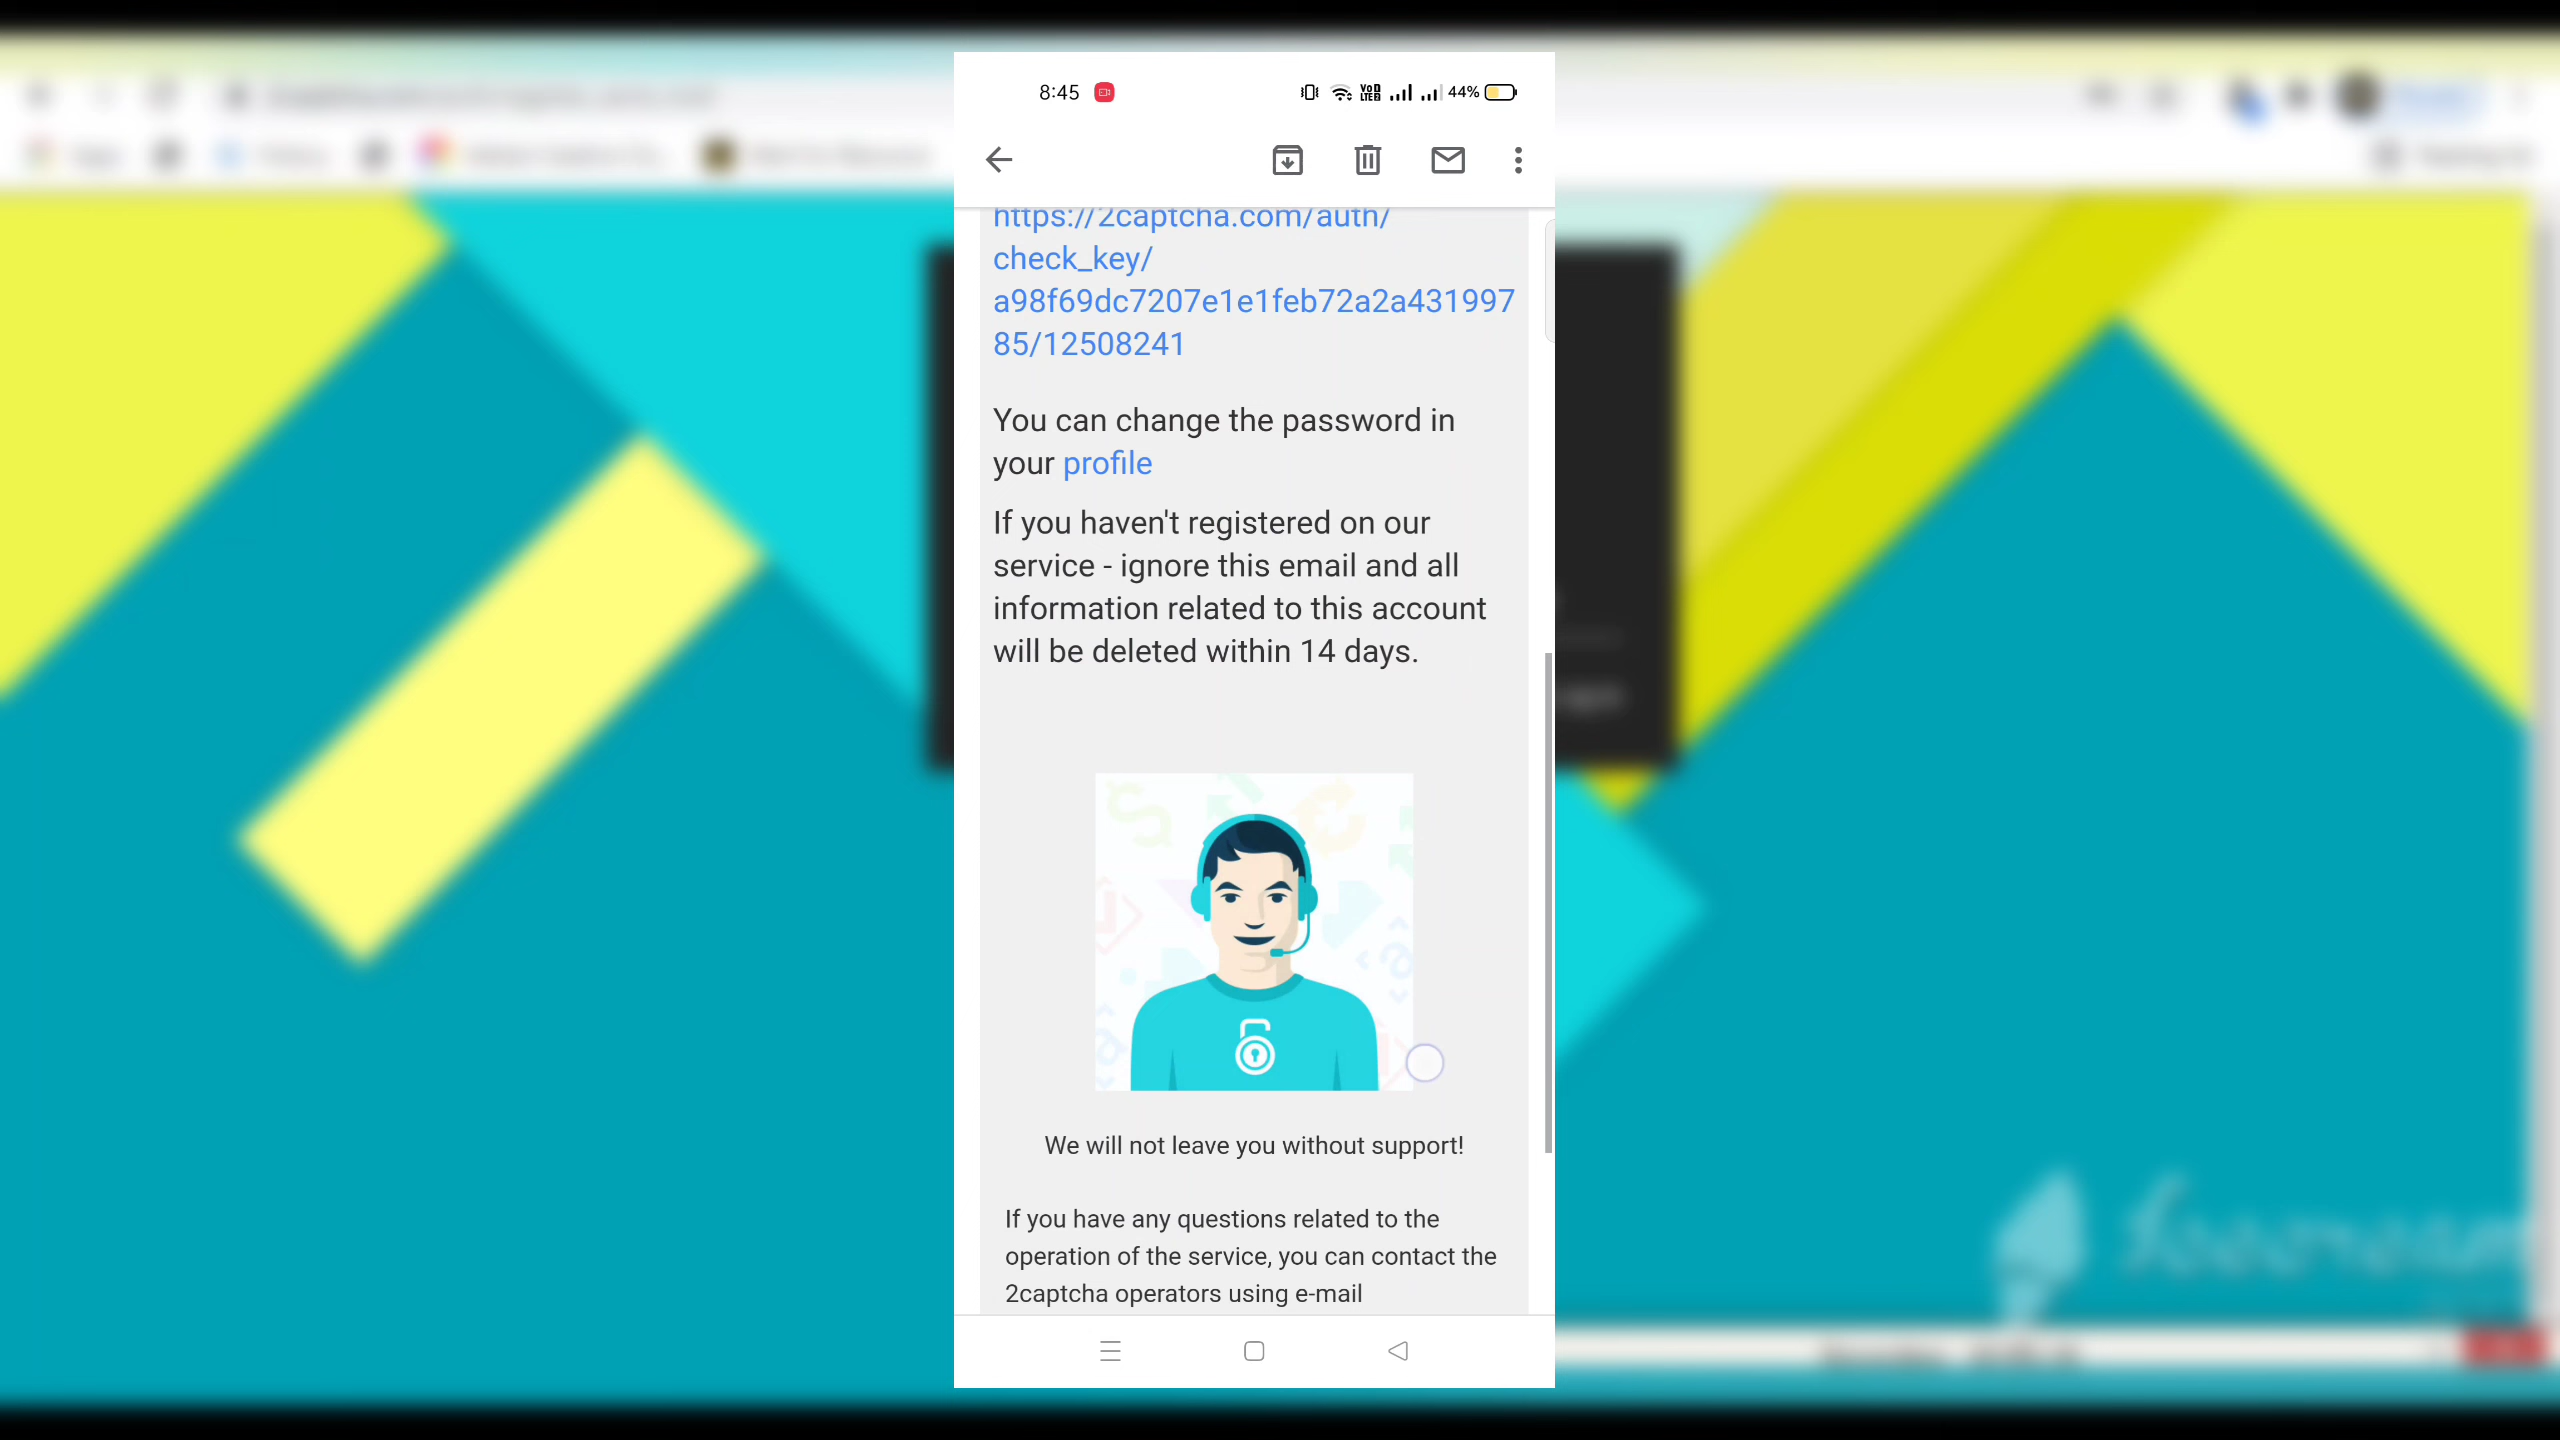 8:45
VoD
LTE2
44%
https://2captcha.com/auth/
check_key/
a98f69dc7207e1e1feb72a2a431997
85/12508241
You can change the password in
your profile
If you haven't registered on our
service - ignore this email and all
information related to this account
will be deleted within 14 days.
We will not leave you without support!
If you have any questions related to the
operation of the service, you can contact the
2captcha operators using e-mail